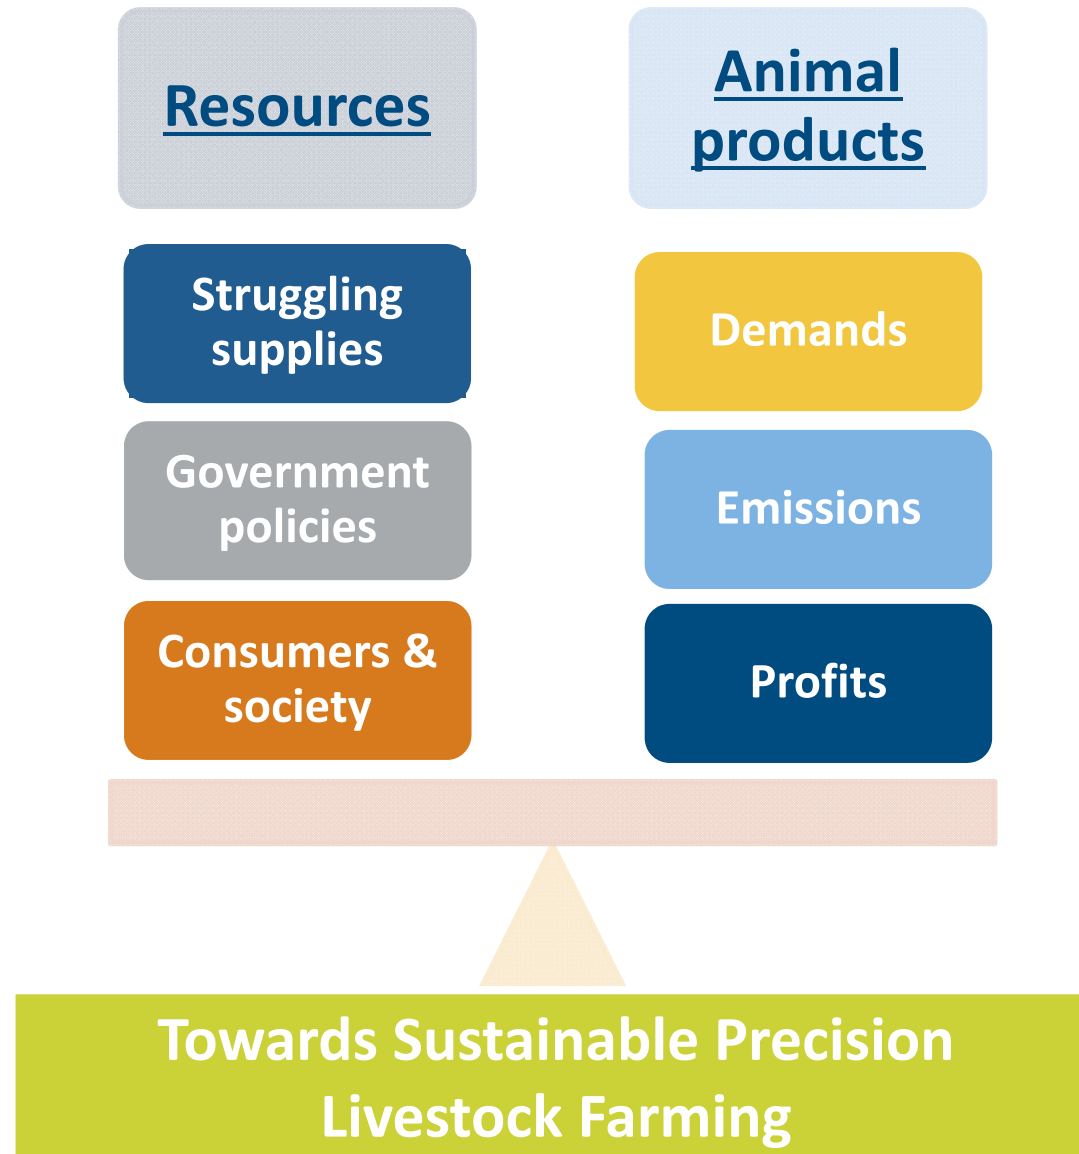 Resources
Animal
products
Struggling
supplies
Demands
Government
policies
Emissions
Consumers &
society
Profits
Towards Sustainable Precision
Livestock Farming